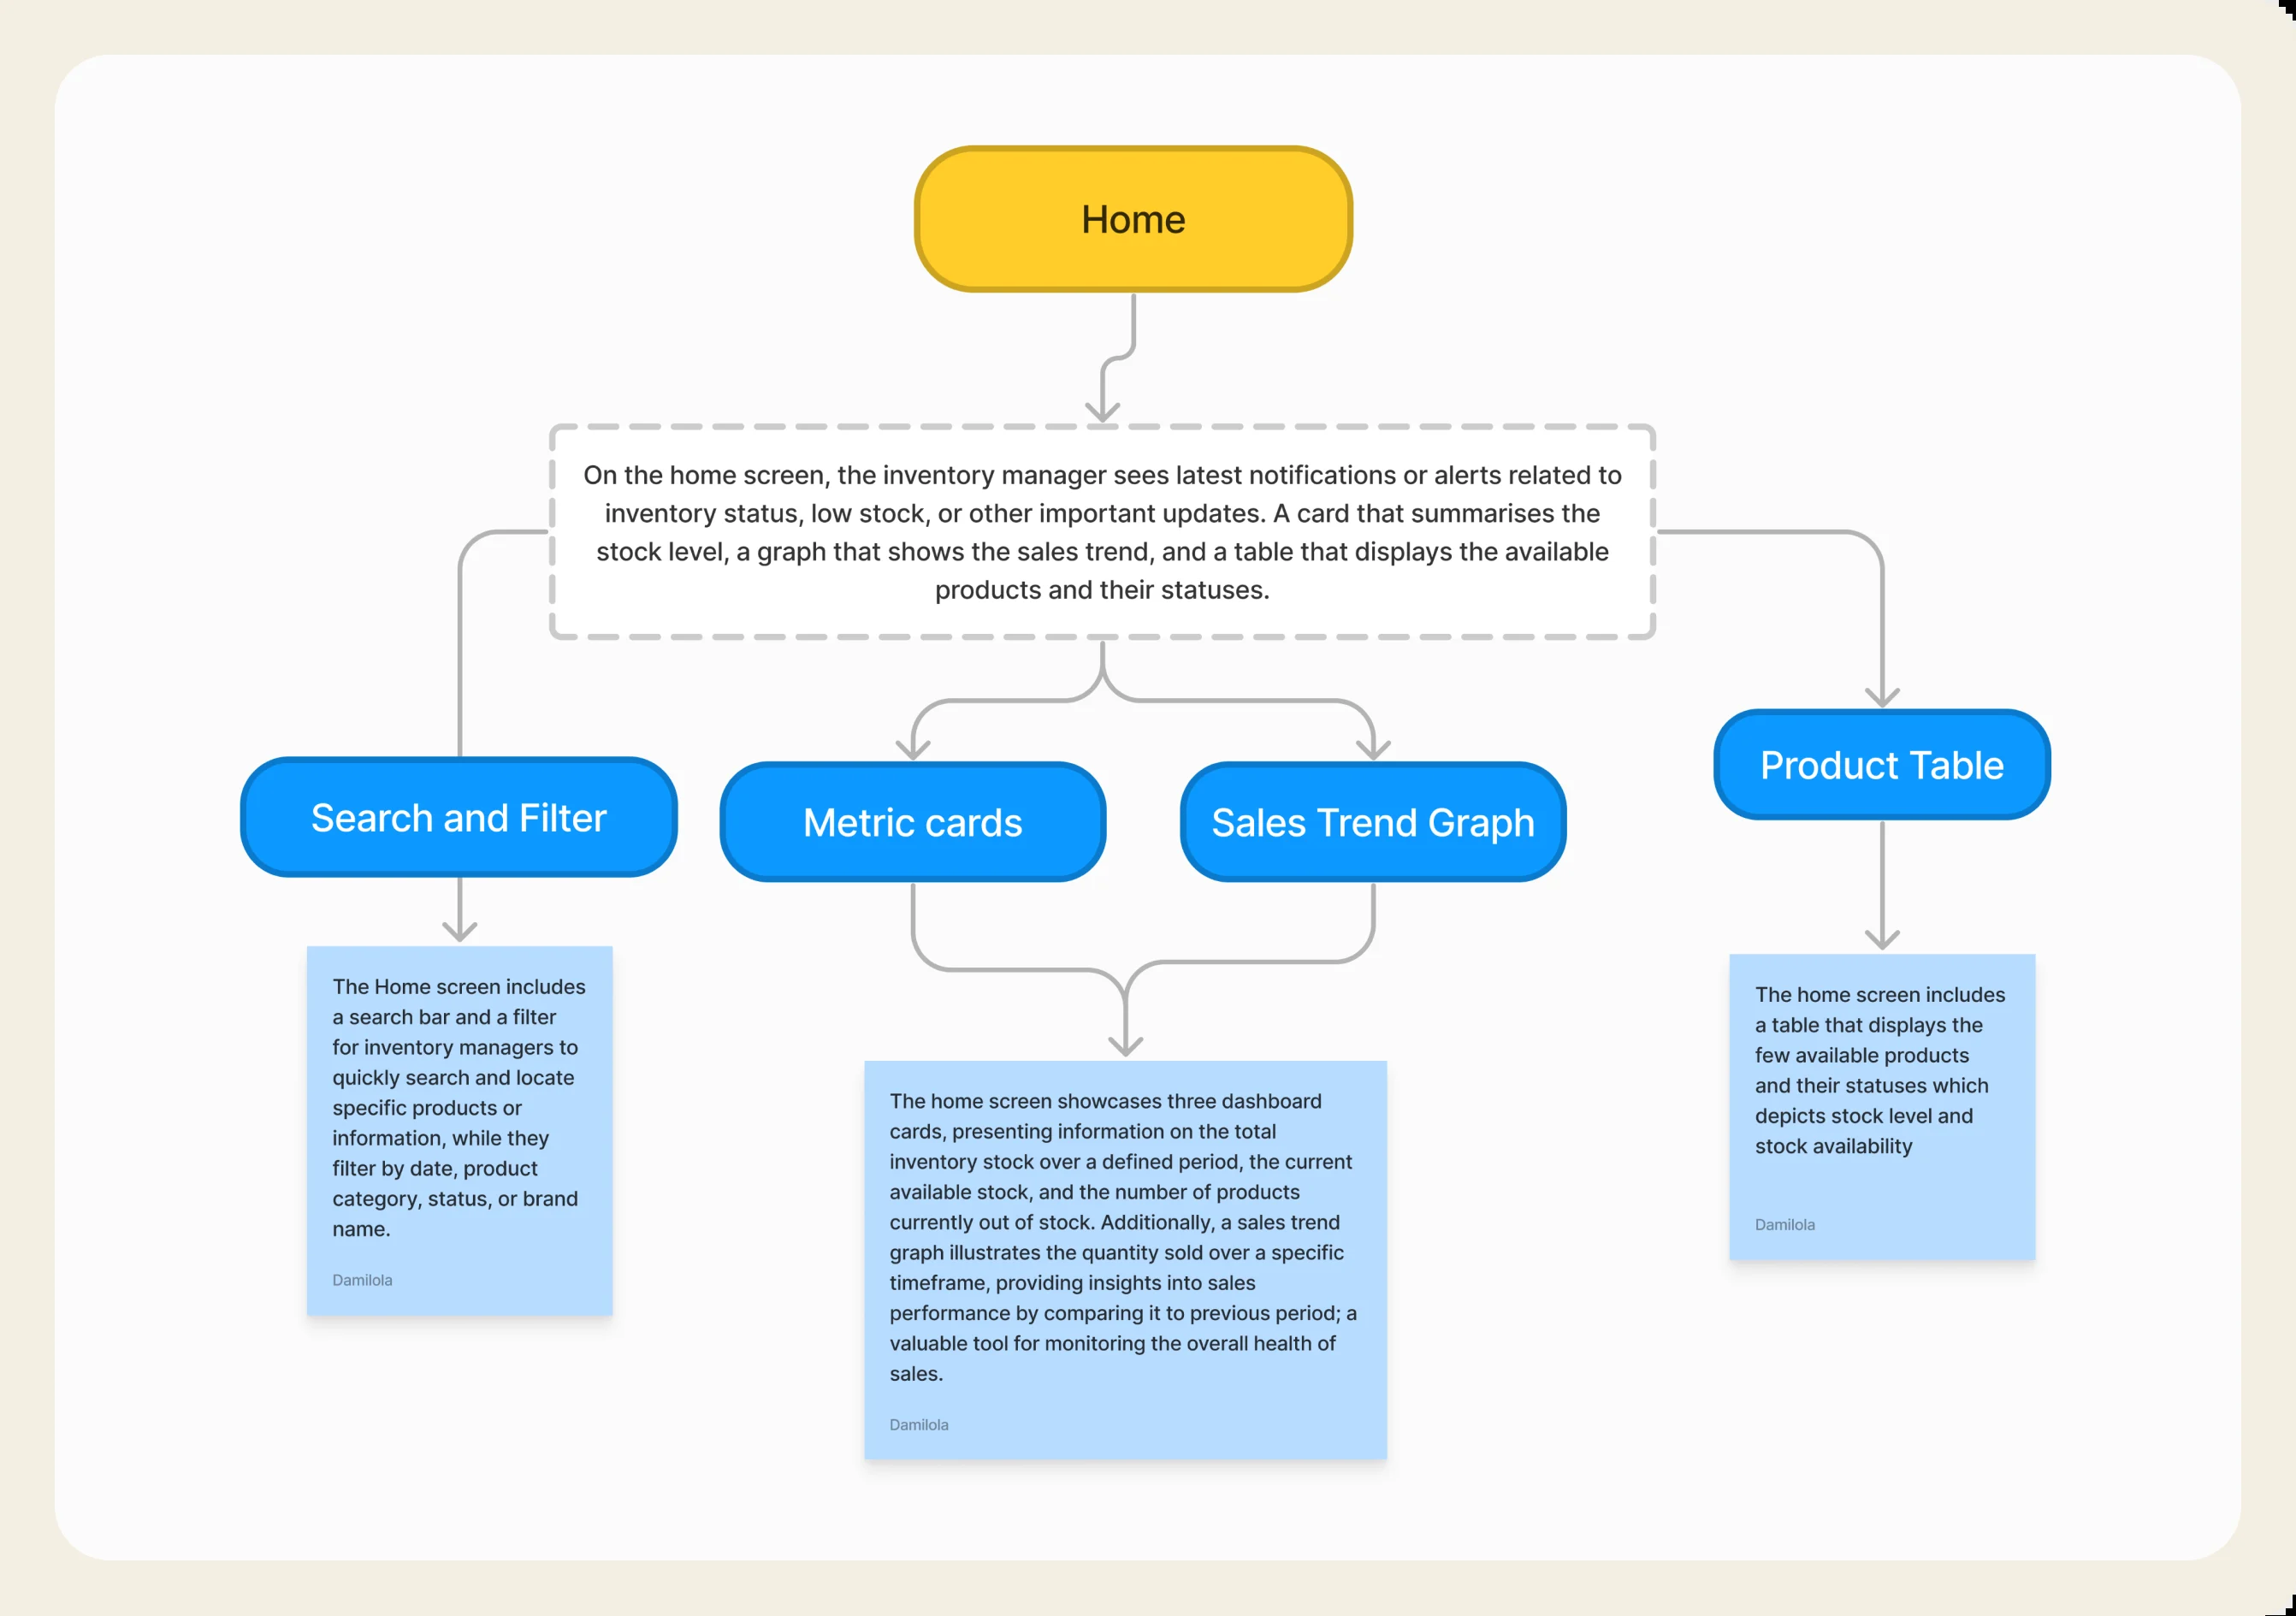 Home
On the home screen, the inventory manager sees latest notifications or alerts related to
inventory status, low stock, or other important updates. A card that summarises the
stock level, a graph that shows the sales trend, and a table that displays the available
products and their statuses.
Search and Filter
Metric cards
Sales Trend Graph
Product Table
The Home screen includes
a search bar and a filter
for inventory managers to
quickly search and locate
specific products or
information, while they
filter by date, product
category, status, or brand
name.
Damilola
The home screen showcases three dashboard
cards, presenting information on the total
inventory stock over a defined period, the current
available stock, and the number of products
currently out of stock. Additionally, a sales trend
graph illustrates the quantity sold over a specific
timeframe, providing insights into sales
performance by comparing it to previous period; a
valuable tool for monitoring the overall health of
sales.
Damilola
The home screen includes
a table that displays the
few available products
and their statuses which
depicts stock level and
stock availability
Damilola